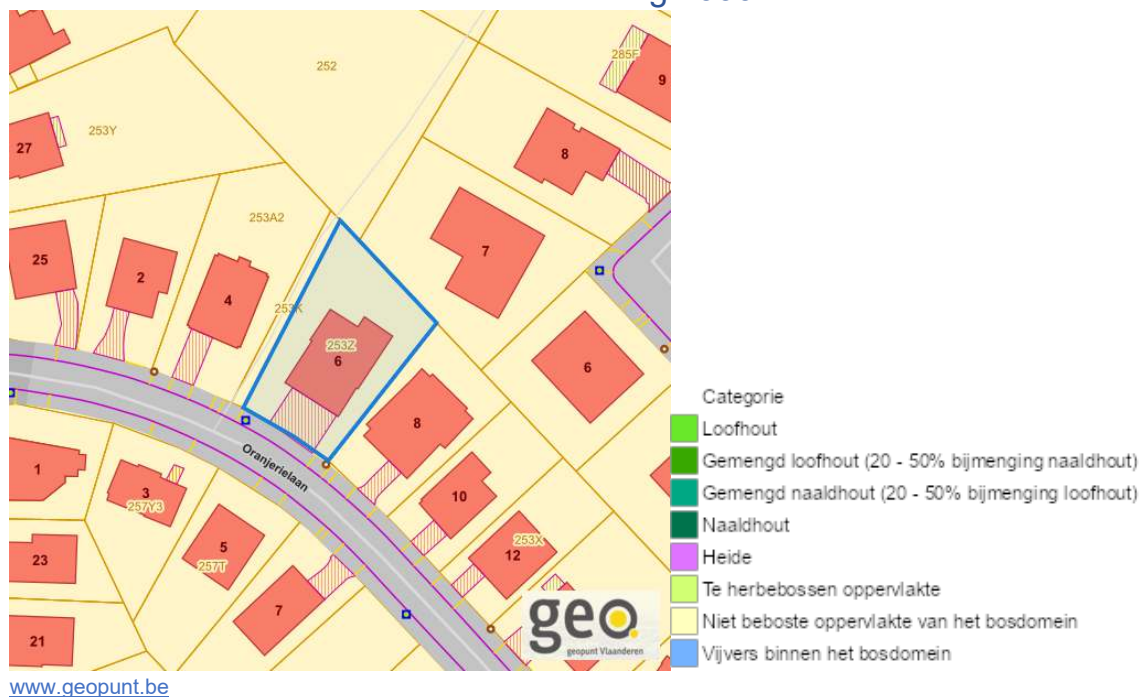 252
285F
9
253Y
27
8
253A2
25
2
4
7
253K
253Z
6
6
8
Oranjerielaan
1
3
257Y3
10
253X
12
5
257T
23
7
21
geo.
geopunt Vlaanderen
Categorie
Loofhout
Gemengd loofhout (20 - 50% bijmenging naaldhout)
Gemengd naaldhout (20 - 50% bijmenging loofhout)
Naaldhout
Heide
Te herbebossen oppervlakte
Niet beboste oppervlakte van het bosdomein
Vijvers binnen het bosdomein
www.geopunt.be